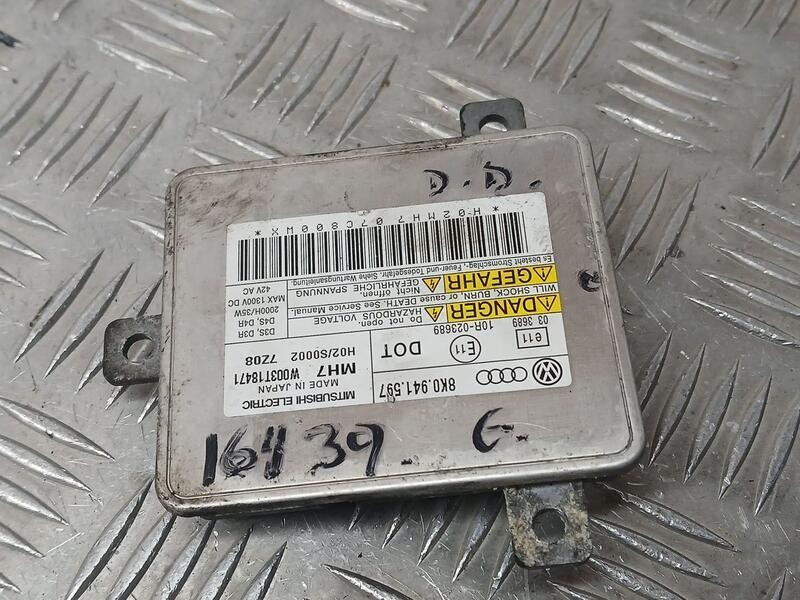 D.D.
16439. G.
8K0.941.597
DOT
E11
e11
03 3689
10R-023689
MITSUBISHI ELECTRIC
MADE IN JAPAN
MH7 W003T18471
H02/S0002 7Z08
D3S, D3R
D4S, D4R
2000H/35W
MAX 1300V DC
42V AC
DANGER
HAZARDOUS VOLTAGE
Do not open.
WILL SHOCK, BURN, or cause DEATH. See Service Manual.
GEFAHR
GEFÄHRLICHE SPANNUNG
Nicht öffnen.
Es besteht Stromschlag-, Feuer-und Todesgefahr. Siehe Wartungsanleitung.
*H02MH707C800WX*